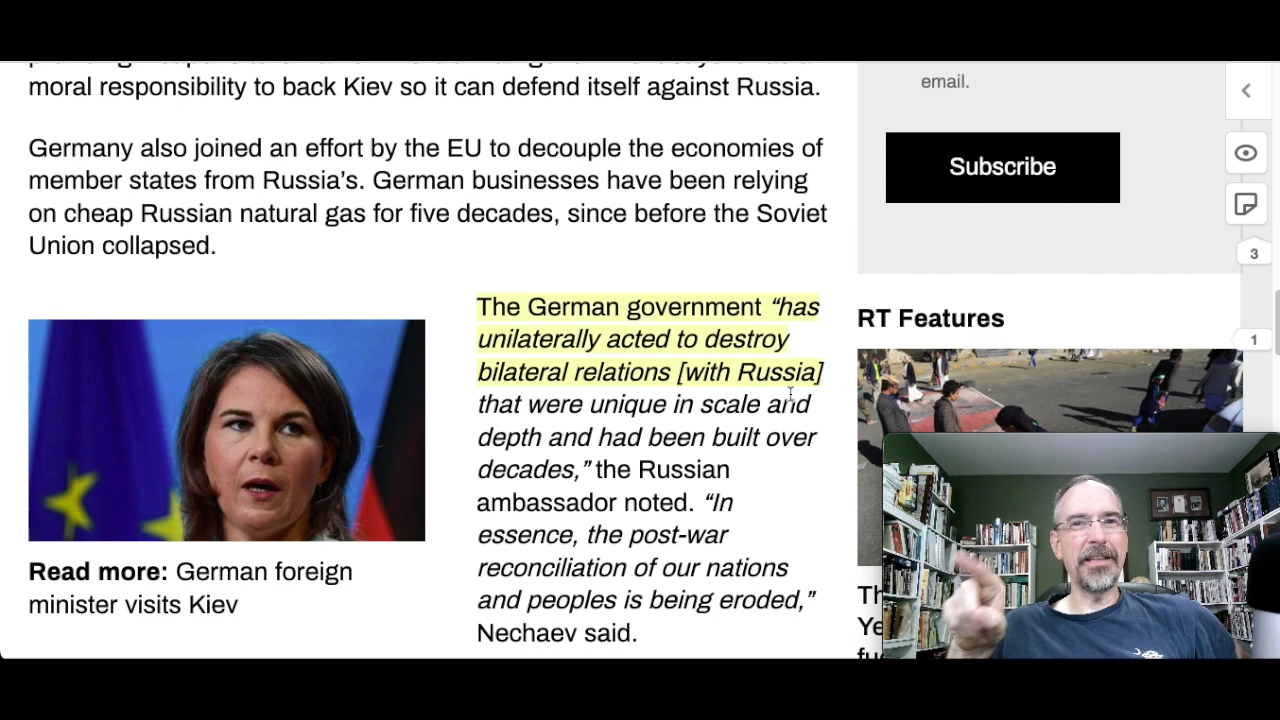 moral responsibility to back Kiev so it can defend itself against Russia.
Germany also joined an effort by the EU to decouple the economies of
member states from Russia’s. German businesses have been relying
on cheap Russian natural gas for five decades, since before the Soviet
Union collapsed.
Read more: German foreign
minister visits Kiev
The German government “has
unilaterally acted to destroy
bilateral relations [with Russia]
that were unique in scale and
depth and had been built over
decades,” the Russian
ambassador noted. “In
essence, the post-war
reconciliation of our nations
and peoples is being eroded,”
Nechaev said.
email.
Subscribe
3
1
RT Features